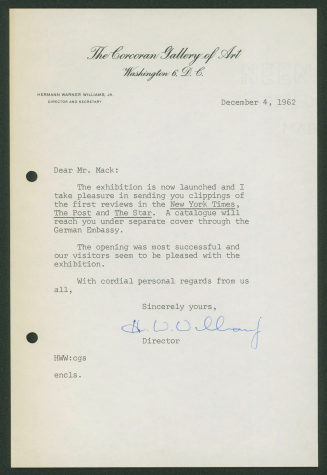 The Corcoran Gallery of Art
Washington 6, D. C.
HERMANN WARNER WILLIAMS, JR.
DIRECTOR AND SECRETARY
December 4, 1962
Dear Mr. Mack:
The exhibition is now launched and I
take pleasure in sending you clippings of
the first reviews in the New York Times,
The Post and The Star. A catalogue will
reach you under separate cover through the
German Embassy.
The opening was most successful and
our visitors seem to be pleased with the
exhibition.
With cordial personal regards from us
all,
Sincerely yours,
H. W. Williams
Director
HWW:cgs
encls.